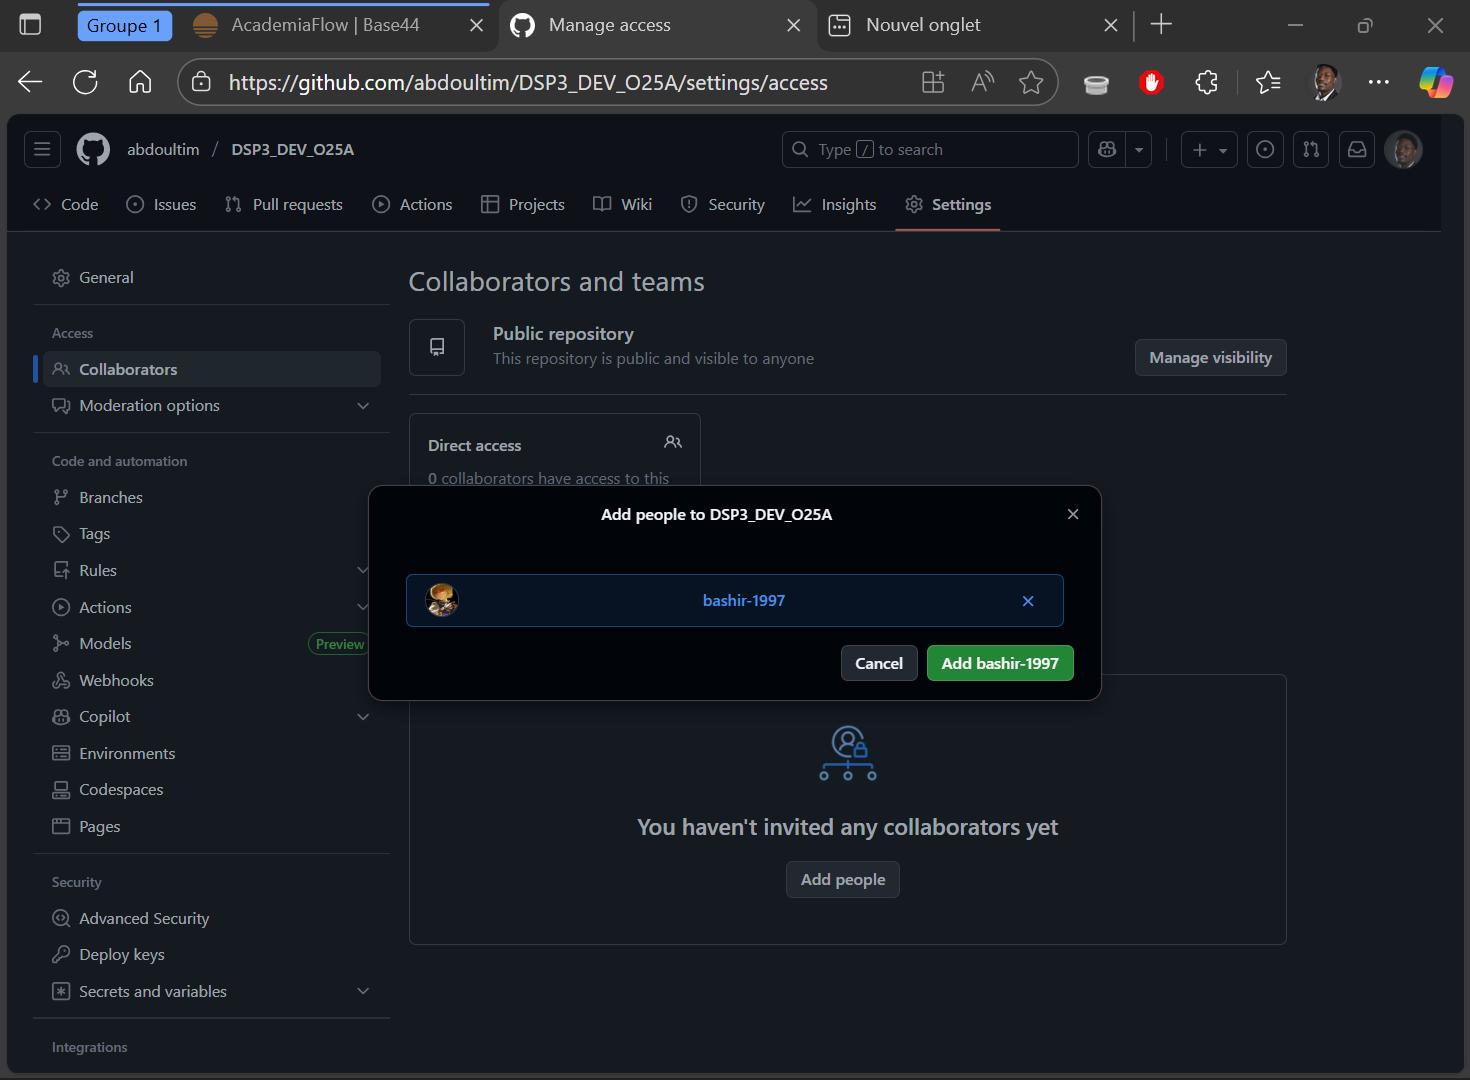 Groupe 1
AcademiaFlow | Base44
Manage access
Nouvel onglet
https://github.com/abdoultim/DSP3_DEV_O25A/settings/access
abdoultim / DSP3_DEV_O25A
Type / to search
Code
Issues
Pull requests
Actions
Projects
Wiki
Security
Insights
Settings
General
Access
Collaborators
Moderation options
Code and automation
Branches
Tags
Rules
Actions
Models
Preview
Webhooks
Copilot
Environments
Codespaces
Pages
Security
Advanced Security
Deploy keys
Secrets and variables
Integrations
Collaborators and teams
Public repository
This repository is public and visible to anyone
Manage visibility
Direct access
0 collaborators have access to this
Add people to DSP3_DEV_O25A
bashir-1997
Cancel
Add bashir-1997
You haven't invited any collaborators yet
Add people